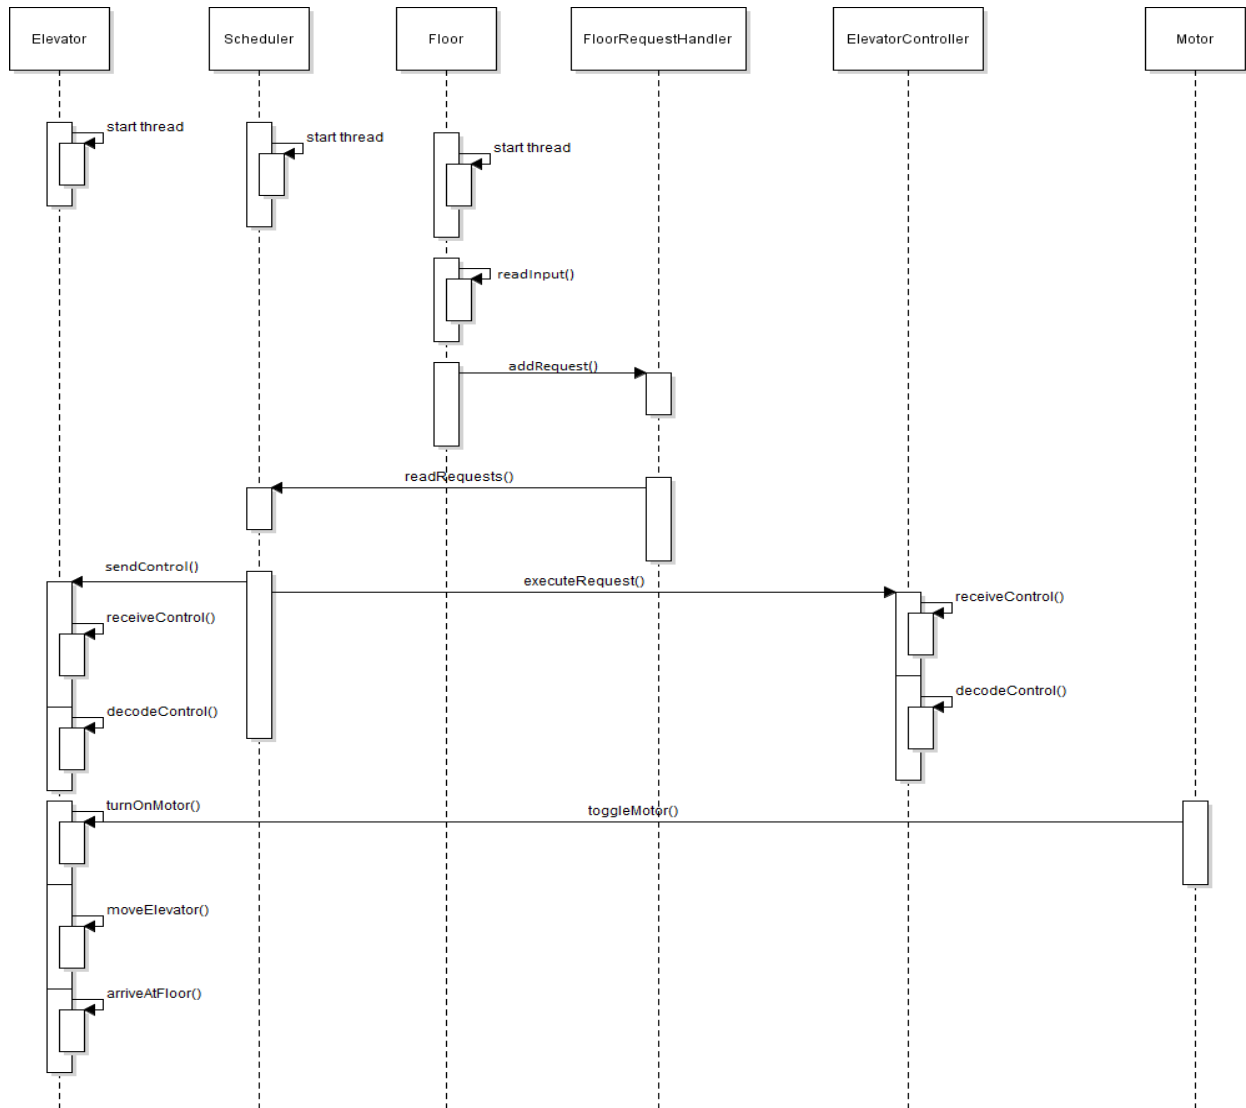 Elevator
Scheduler
Floor
FloorRequestHandler
ElevatorController
Motor
start thread
start thread
start thread
readInput()
addRequest()
readRequests()
sendControl()
executeRequest()
receiveControl()
receiveControl()
decodeControl()
decodeControl()
turnOnMotor()
toggleMotor()
moveElevator()
arriveAtFloor()